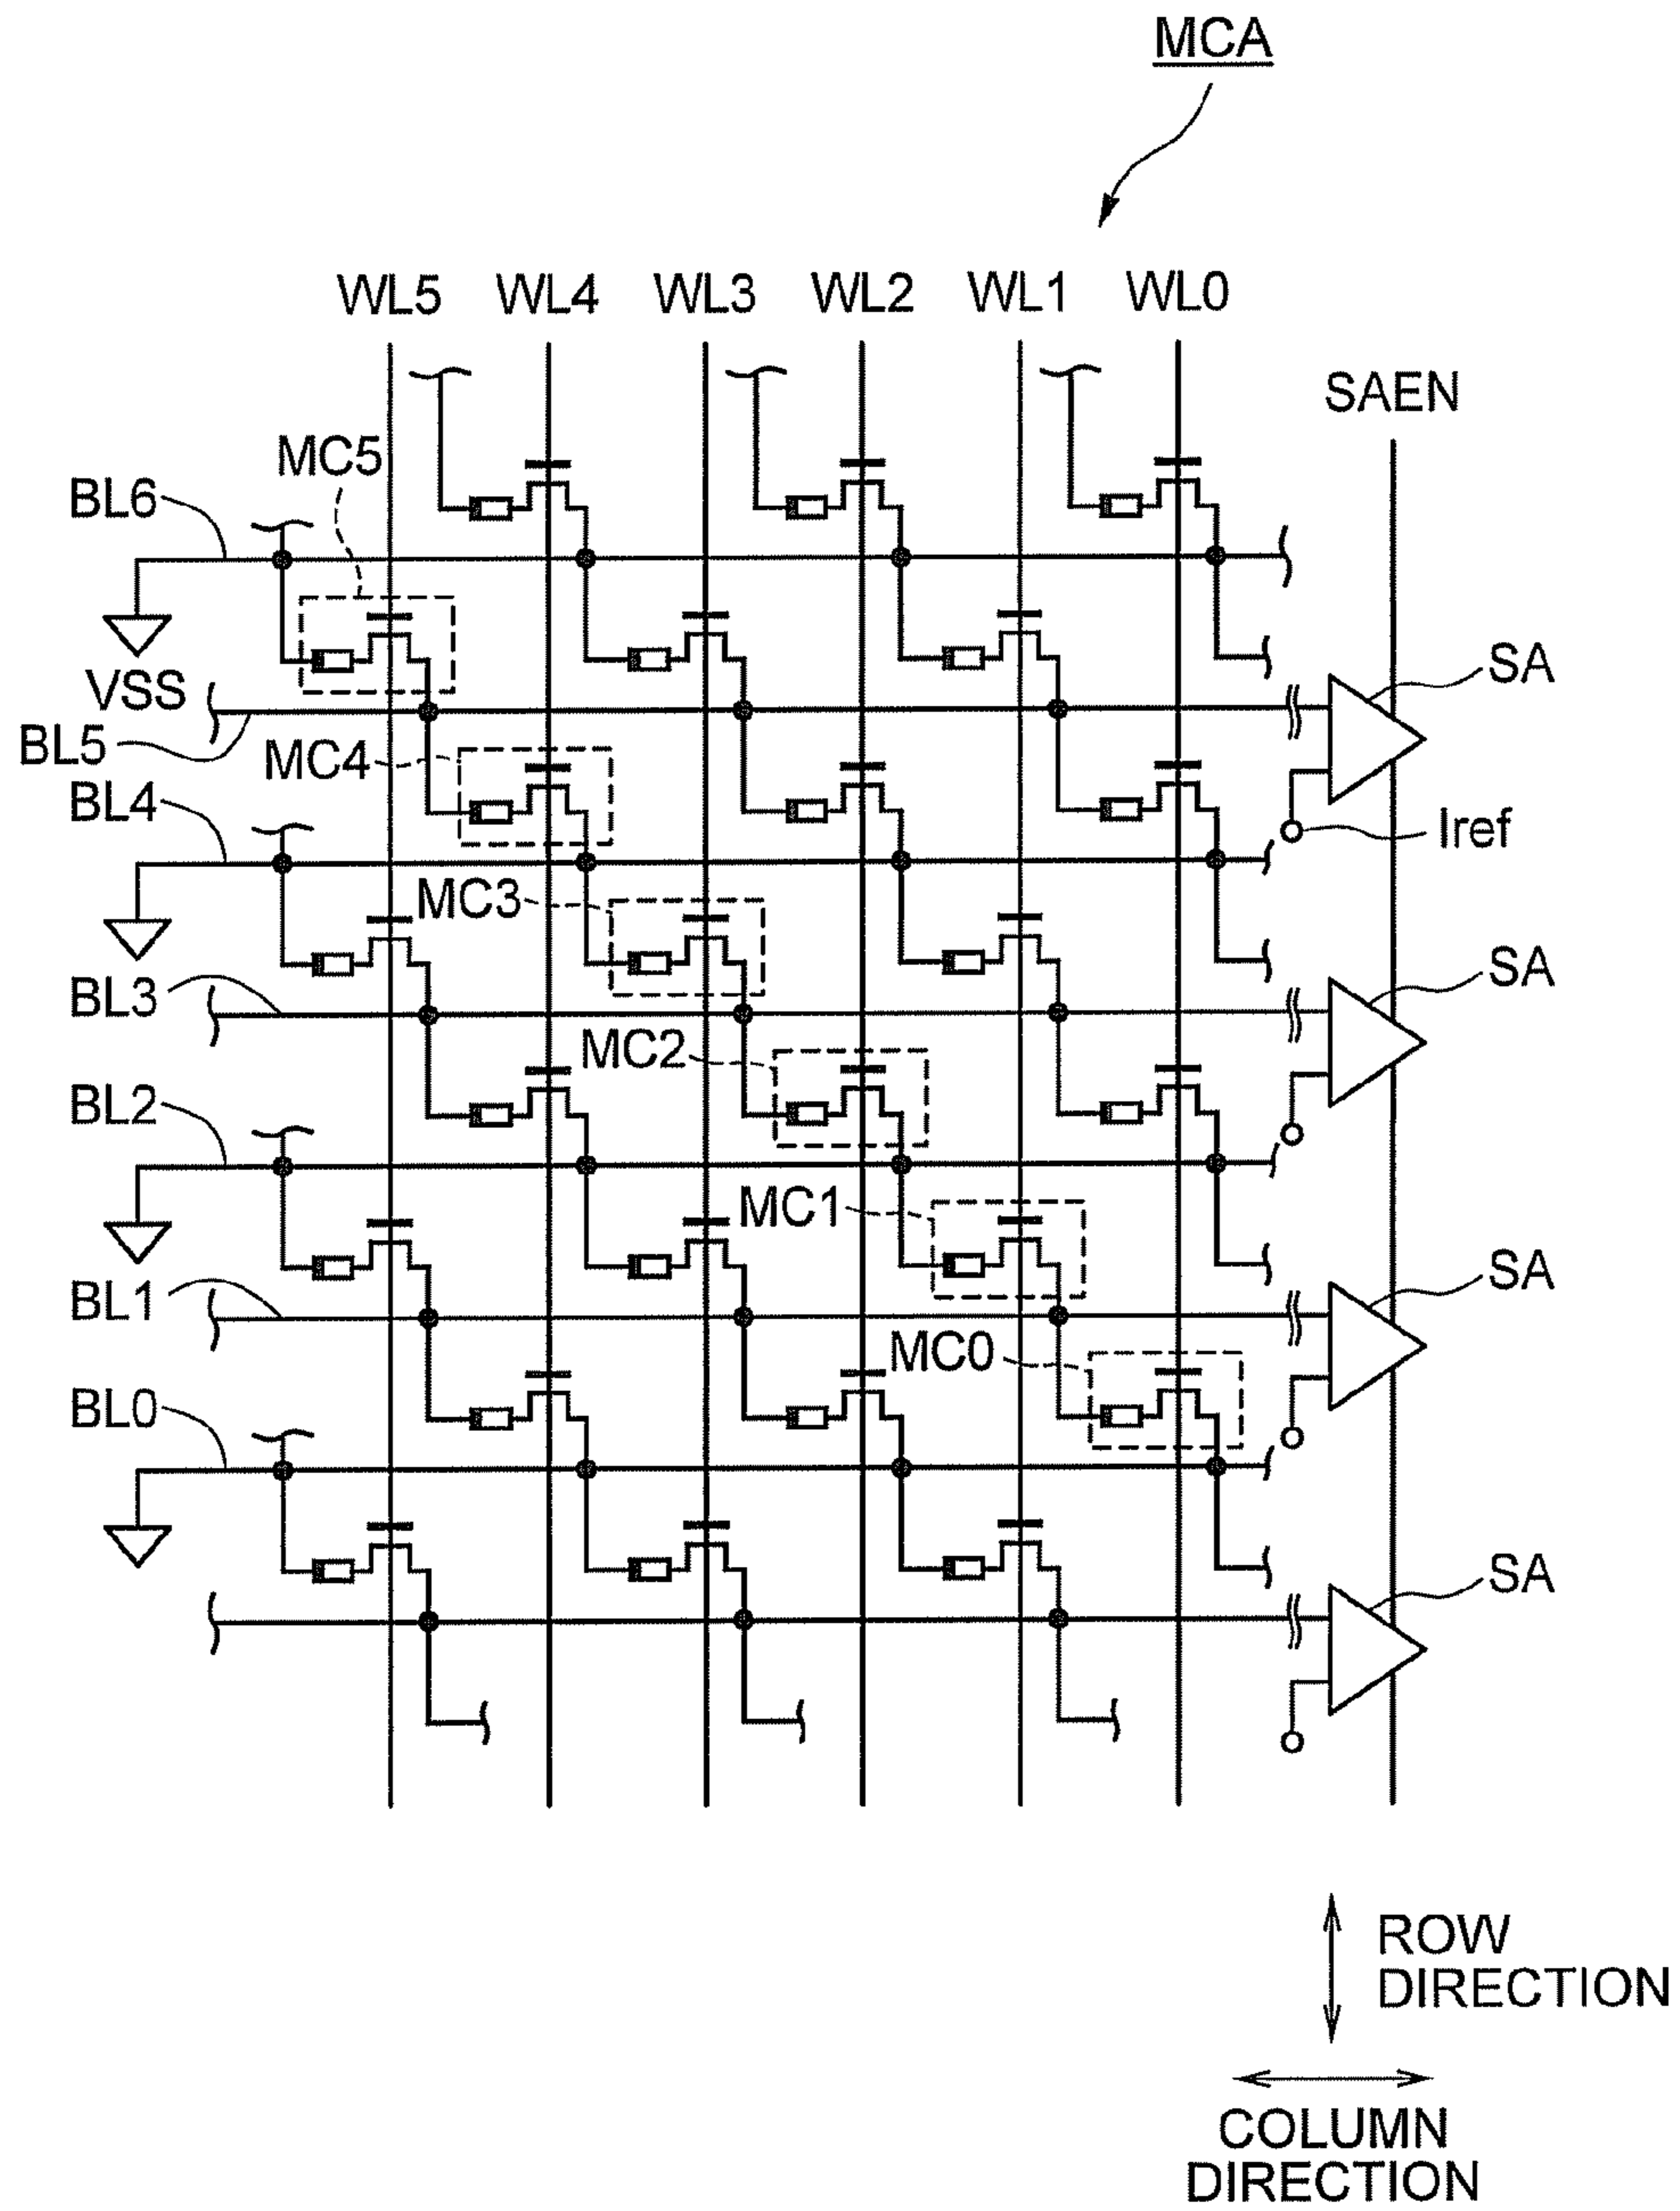 MCA
WL5 WL4 WL3 WL2 WL1 WL0
SAEN
MC5
BL6
VSS
SA
BL5
MC4
BL4
Iref
MC3
SA
BL3
MC2
BL2
MC1
SA
BL1
MC0
BL0
SA
ROW
DIRECTION
COLUMN
DIRECTION